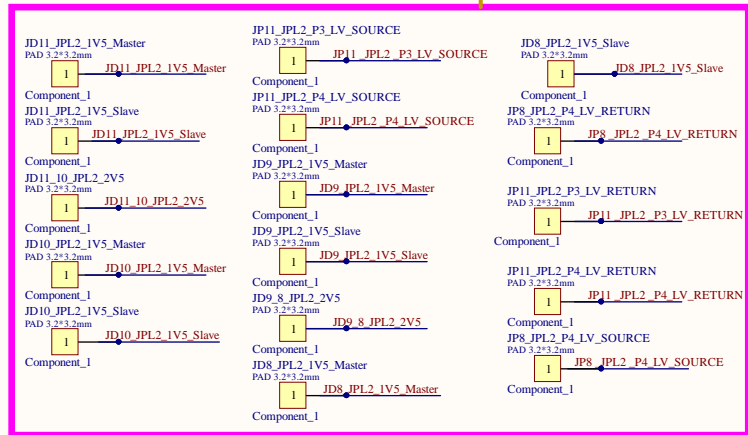 JD11_JPL2_1V5_Master
PAD 3.2*3.2mm
1
JD11_JPL2_1V5_Master
Component_1
JD11_JPL2_1V5_Slave
PAD 3.2*3.2mm
1
JD11_JPL2_1V5_Slave
Component_1
JD11_10_JPL2_2V5
PAD 3.2*3.2mm
1
JD11_10_JPL2_2V5
Component_1
JD10_JPL2_1V5_Master
PAD 3.2*3.2mm
1
JD10_JPL2_1V5_Master
Component_1
JD10_JPL2_1V5_Slave
PAD 3.2*3.2mm
1
JD10_JPL2_1V5_Slave
Component_1
JP11_JPL2_P3_LV_SOURCE
PAD 3.2*3.2mm
1
JP11_JPL2_P3_LV_SOURCE
Component_1
JP11_JPL2_P4_LV_SOURCE
PAD 3.2*3.2mm
1
JP11_JPL2_P4_LV_SOURCE
Component_1
JD9_JPL2_1V5_Master
PAD 3.2*3.2mm
1
JD9_JPL2_1V5_Master
Component_1
JD9_JPL2_1V5_Slave
PAD 3.2*3.2mm
1
JD9_JPL2_1V5_Slave
Component_1
JD9_8_JPL2_2V5
PAD 3.2*3.2mm
1
JD9_8_JPL2_2V5
Component_1
JD8_JPL2_1V5_Master
PAD 3.2*3.2mm
1
JD8_JPL2_1V5_Master
Component_1
JD8_JPL2_1V5_Slave
PAD 3.2*3.2mm
1
JD8_JPL2_1V5_Slave
Component_1
JP8_JPL2_P4_LV_RETURN
PAD 3.2*3.2mm
1
JP8_JPL2_P4_LV_RETURN
Component_1
JP11_JPL2_P3_LV_RETURN
PAD 3.2*3.2mm
1
JP11_JPL2_P3_LV_RETURN
Component_1
JP11_JPL2_P4_LV_RETURN
PAD 3.2*3.2mm
1
JP11_JPL2_P4_LV_RETURN
Component_1
JP8_JPL2_P4_LV_SOURCE
PAD 3.2*3.2mm
1
JP8_JPL2_P4_LV_SOURCE
Component_1